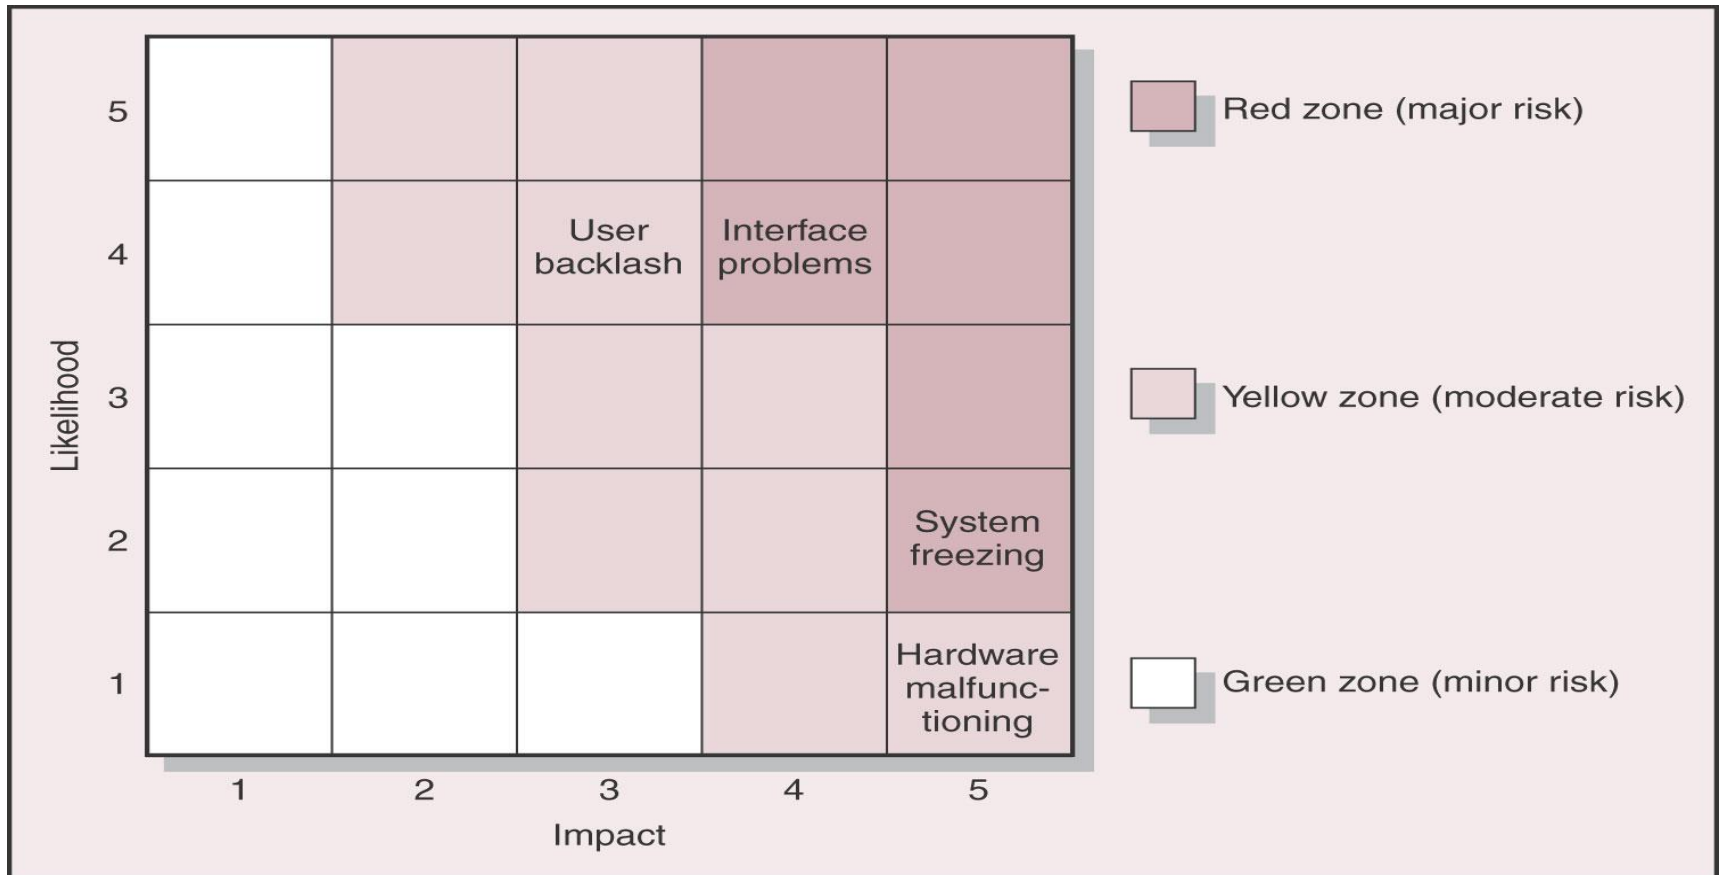 5
Red zone (major risk)
4
User
backlash
Interface
problems
Likelihood
3
Yellow zone (moderate risk)
2
System
freezing
1
Hardware
malfunc-
tioning
Green zone (minor risk)
1
2
3
4
5
Impact